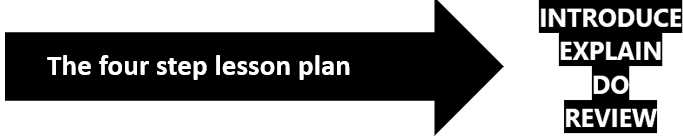 The four step lesson plan
INTRODUCE
EXPLAIN
DO
REVIEW